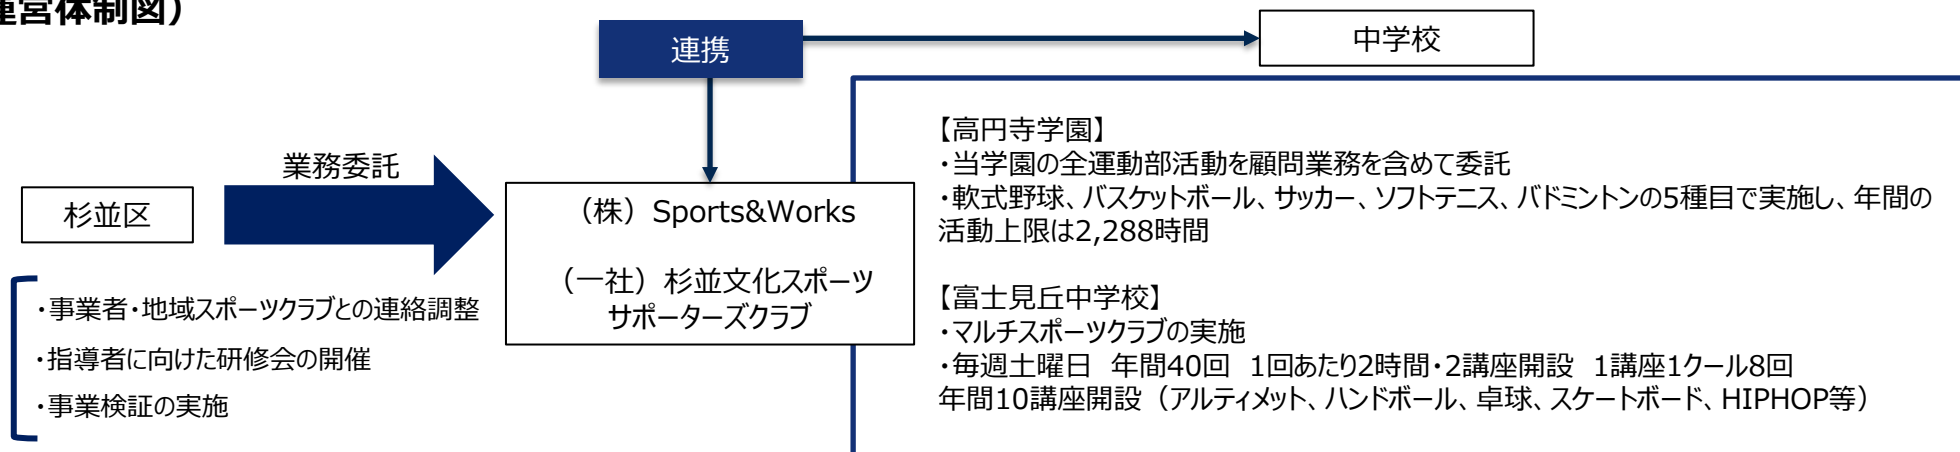 運営体制図）
連携
中学校
業務委託
杉並区
・事業者・地域スポーツクラブとの連絡調整
・指導者に向けた研修会の開催
・事業検証の実施
（株）Sports&Works
（一社）杉並文化スポーツ
サポーターズクラブ
【高円寺学園】
・当学園の全運動部活動を顧問業務を含めて委託
・軟式野球、バスケットボール、サッカー、ソフトテニス、バドミントンの5種目で実施し、年間の
活動上限は2,288時間
【富士見丘中学校】
・マルチスポーツクラブの実施
・毎週土曜日　年間40回　1回あたり2時間・2講座開設　1講座1クール8回
年間10講座開設（アルティメット、ハンドボール、卓球、スケートボード、HIPHOP等）